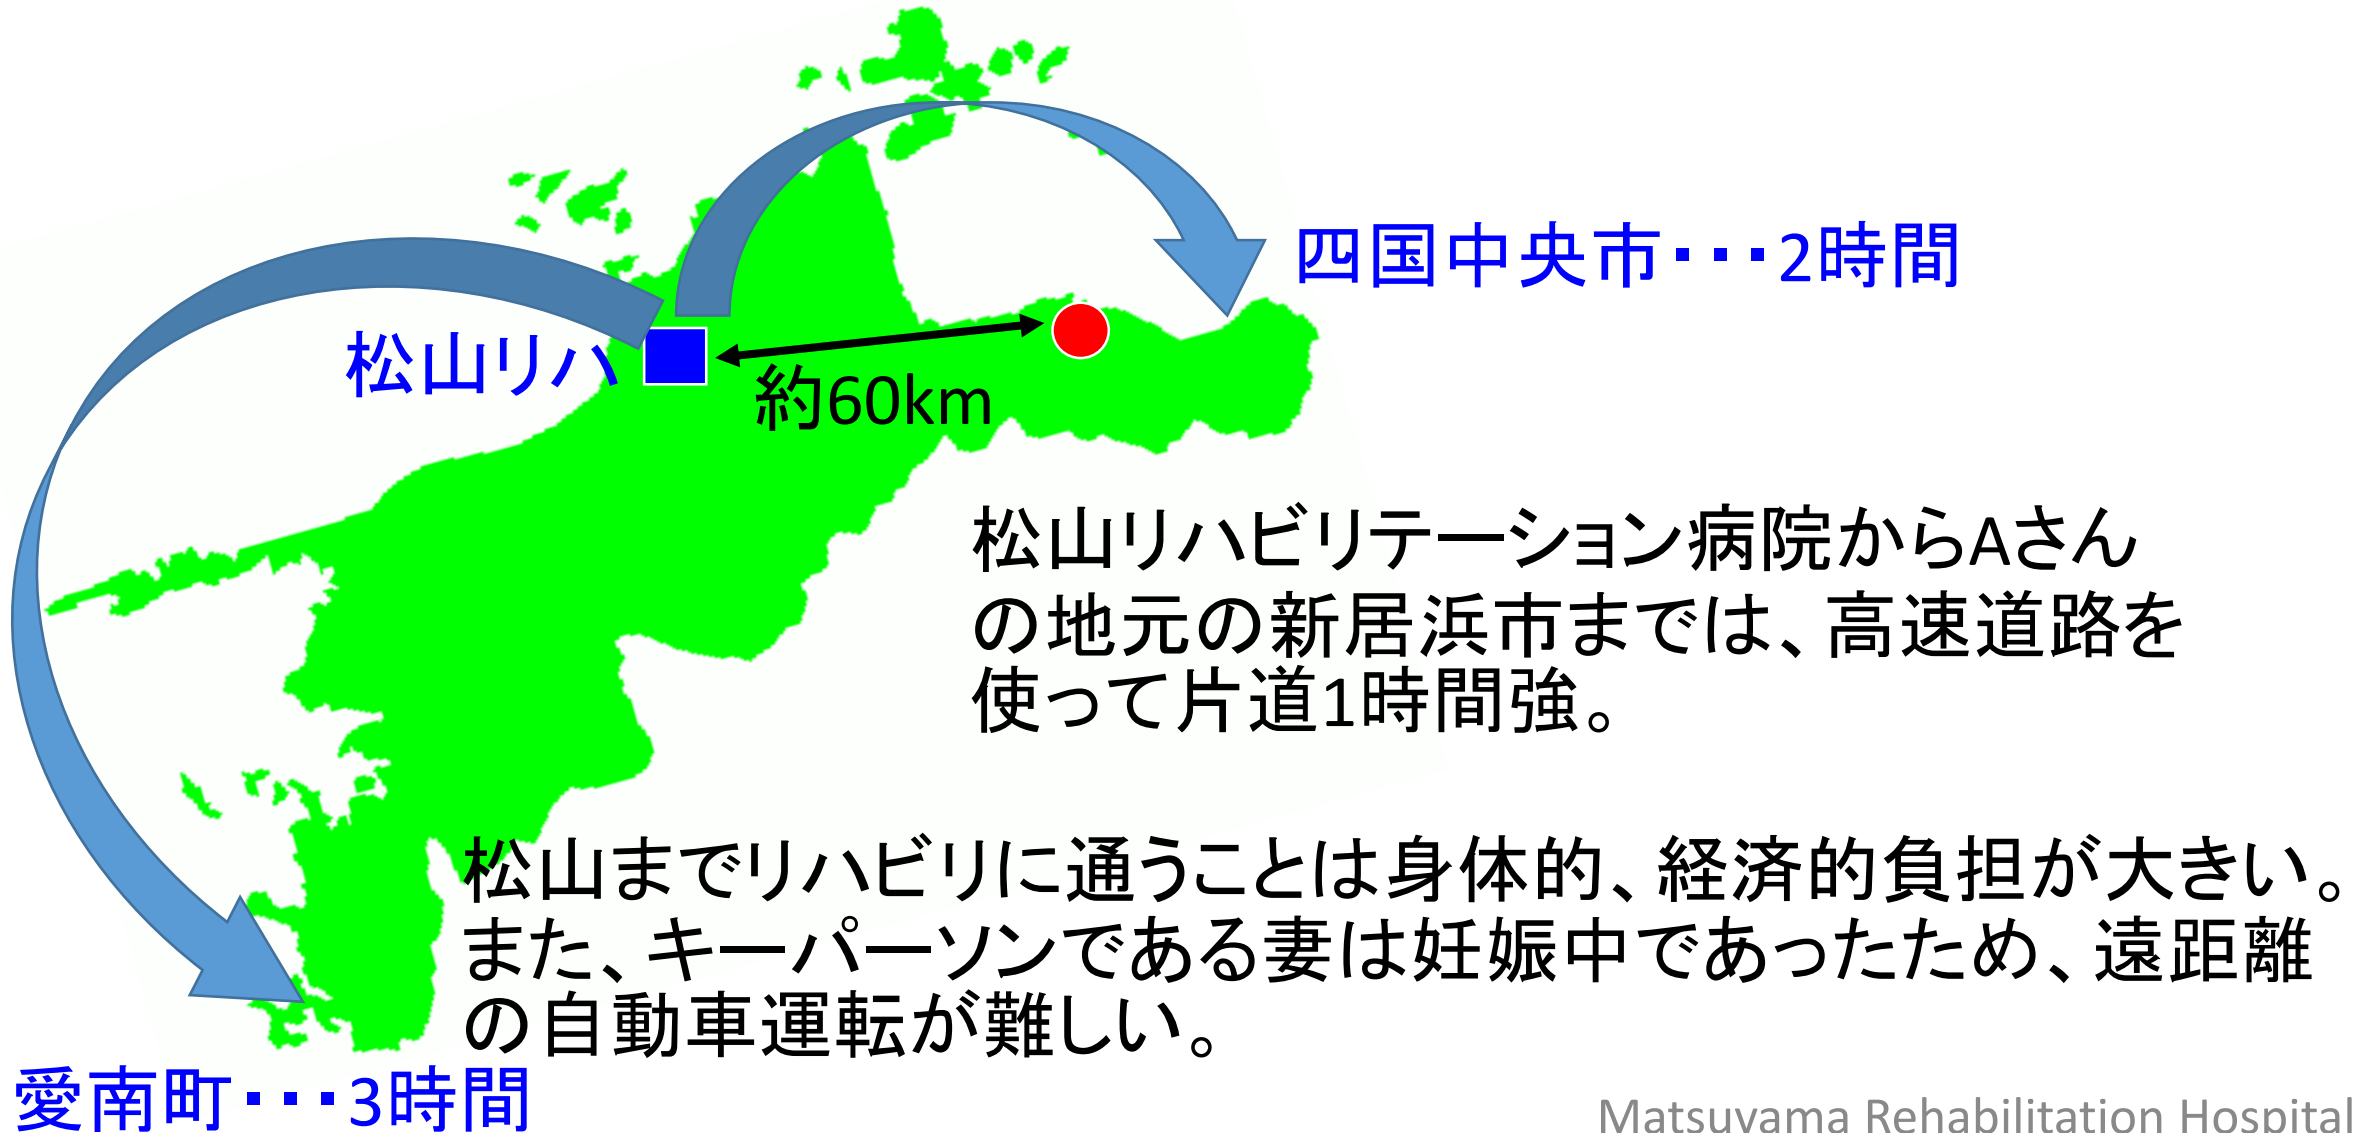 四国中央市・・・2時間
松山リハ
約60km
松山リハビリテーション病院からAさん
の地元の新居浜市までは、高速道路を
使って片道1時間強。
松山までリハビリに通うことは身体的、経済的負担が大きい。
また、キーパーソンである妻は妊娠中であったため、遠距離
の自動車運転が難しい。
愛南町・・・3時間
Matsuyama Rehabilitation Hospital